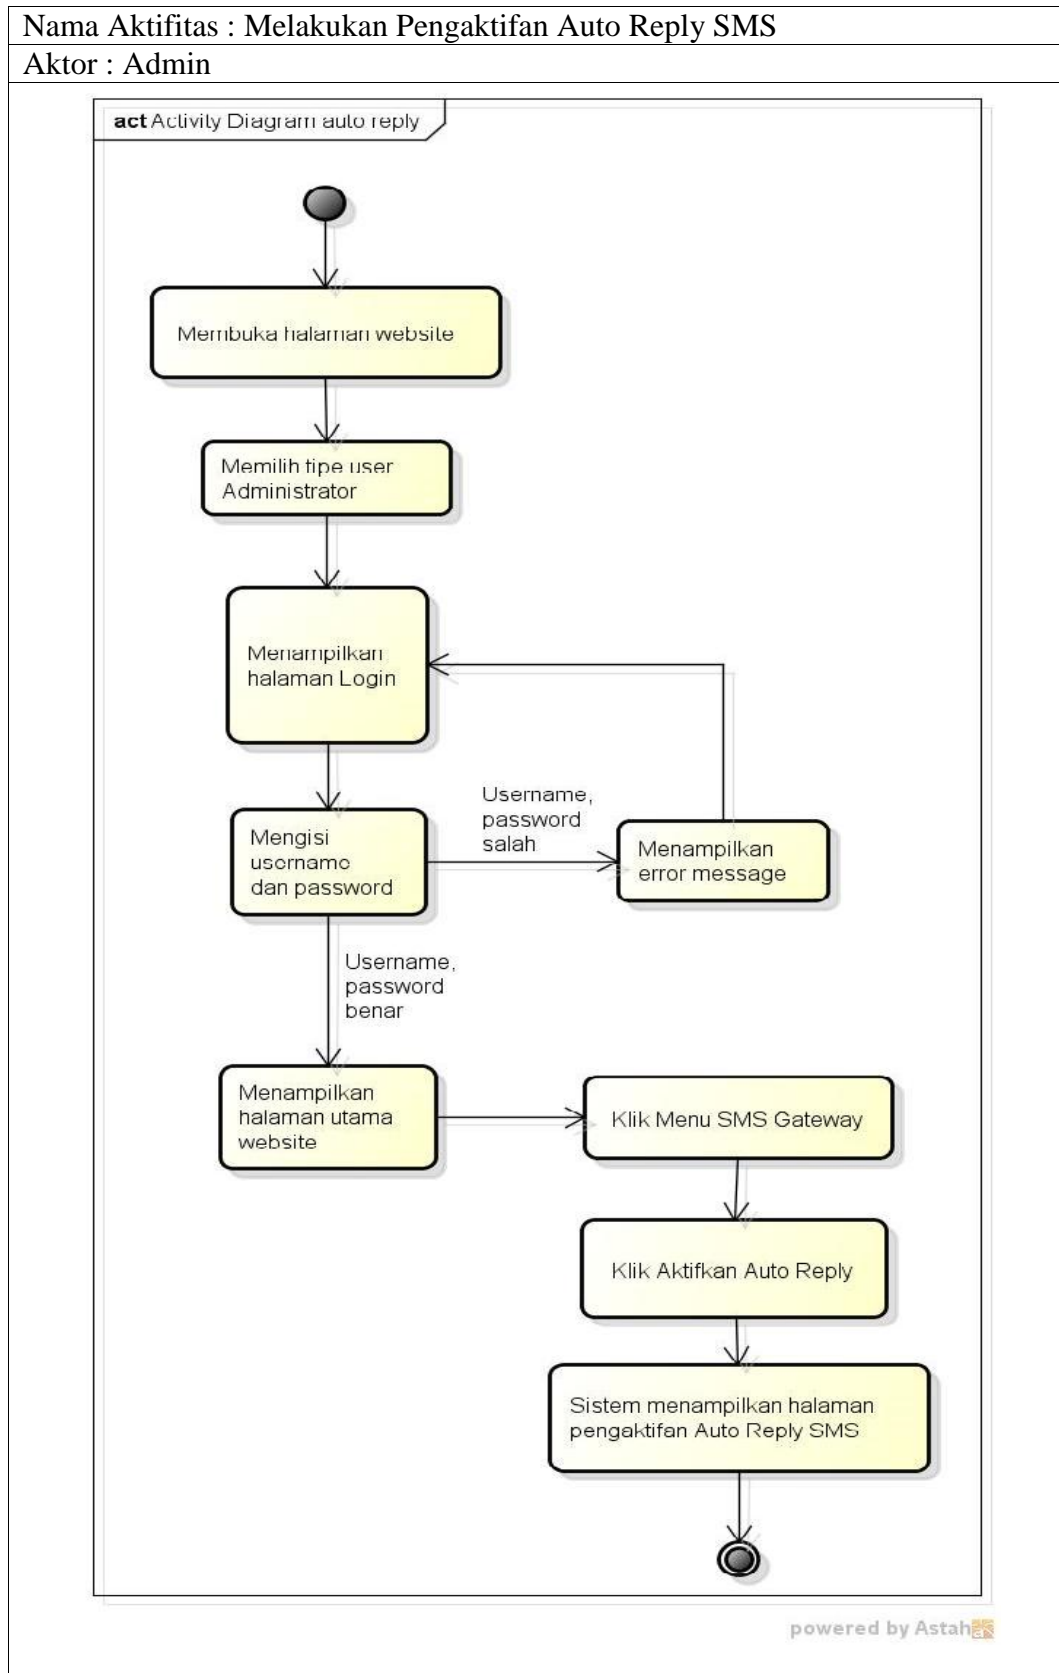 Nama Aktifitas : Melakukan Pengaktifan Auto Reply SMS
Aktor : Admin
act Activity Diagram auto reply
Membuka halaman website
Memilih tipe user
Administrator
Menampilkan
halaman Login
Username,
password
salah
Mengisi
username
dan password
Menampilkan
error message
Username,
password
benar
Menampilkan
halaman utama
website
Klik Menu SMS Gateway
Klik Aktifkan Auto Reply
Sistem menampilkan halaman
pengaktifan Auto Reply SMS
powered by Astah